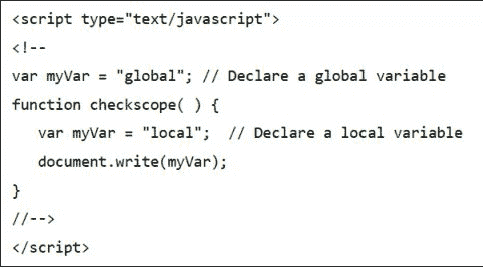 <script type="text/javascript">
<!--
var myVar = "global"; // Declare a global variable
function checkscope( ) {
   var myVar = "local";  // Declare a local variable
   document.write(myVar);
}
//-->
</script>